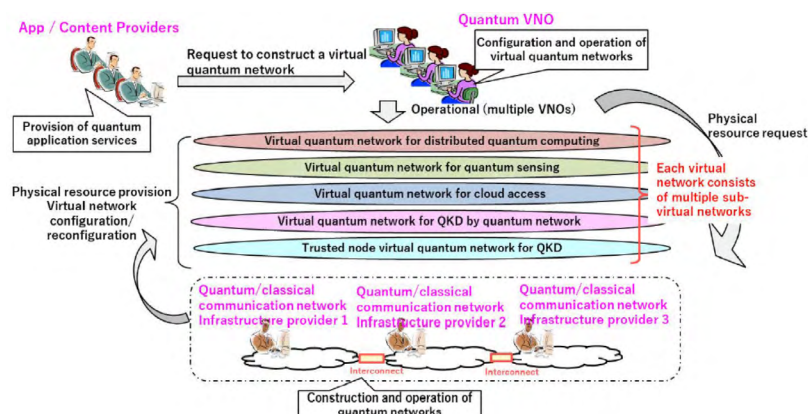 App / Content Providers
Quantum VNO
Request to construct a virtual
quantum network
Configuration and operation of
virtual quantum networks
Provision of quantum
application services
Operational (multiple VNOs)
Physical
resource request
Virtual quantum network for distributed quantum computing
Virtual quantum network for quantum sensing
Virtual quantum network for cloud access
Virtual quantum network for QKD by quantum network
Trusted node virtual quantum network for QKD
Each virtual
network consists
of multiple sub-
virtual networks
Physical resource provision
Virtual network
configuration/
reconfiguration
Quantum/classical
communication network
Infrastructure provider 1
Quantum/classical
communication network
Infrastructure provider 2
Quantum/classical
communication network
Infrastructure provider 3
Interconnect
Interconnect
Construction and operation of
quantum networks